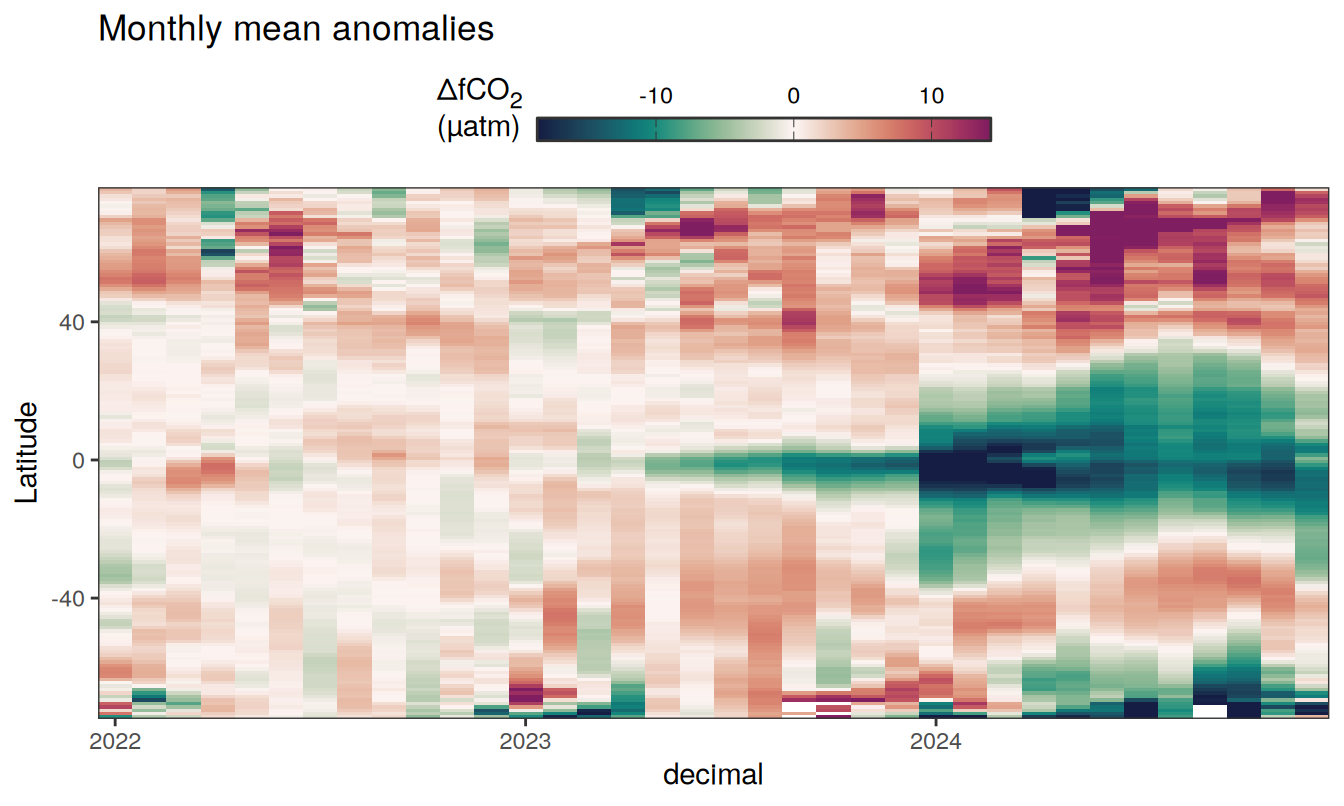 Monthly mean anomalies
ΔfCO₂
(µatm)
-10 0 10
Latitude
40
0
-40
2022 2023 2024
decimal